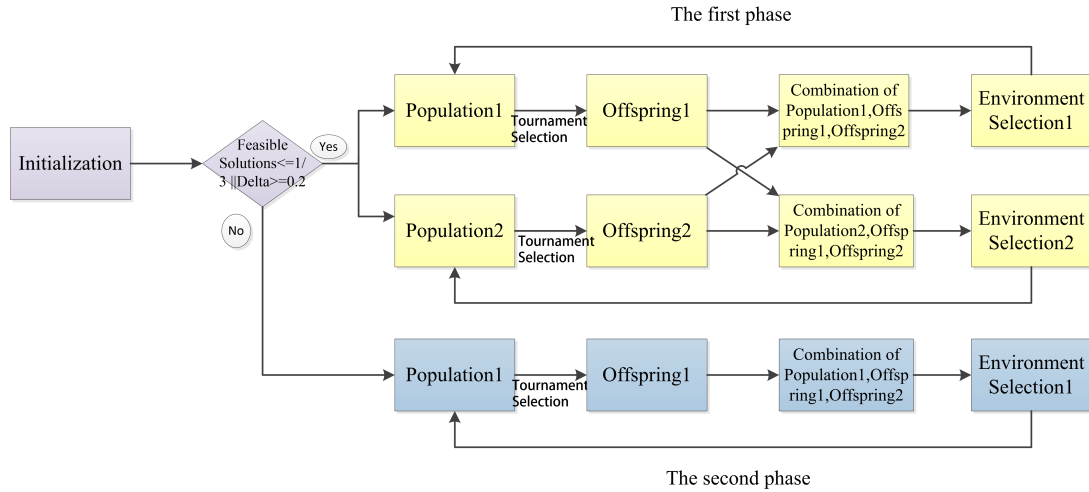 The first phase
Population1
Tournament
Selection
Offspring1
Combination of
Population1,Offs
pring1,Offspring2
Environment
Selection1
Initialization
Feasible
Solutions<=1/
3 ||Delta>=0.2
Yes
No
Population2
Tournament
Selection
Offspring2
Combination of
Population2,Offsp
ring1,Offspring2
Environment
Selection2
Population1
Tournament
Selection
Offspring1
Combination of
Population1,Offsp
ring1,Offspring2
Environment
Selection1
The second phase